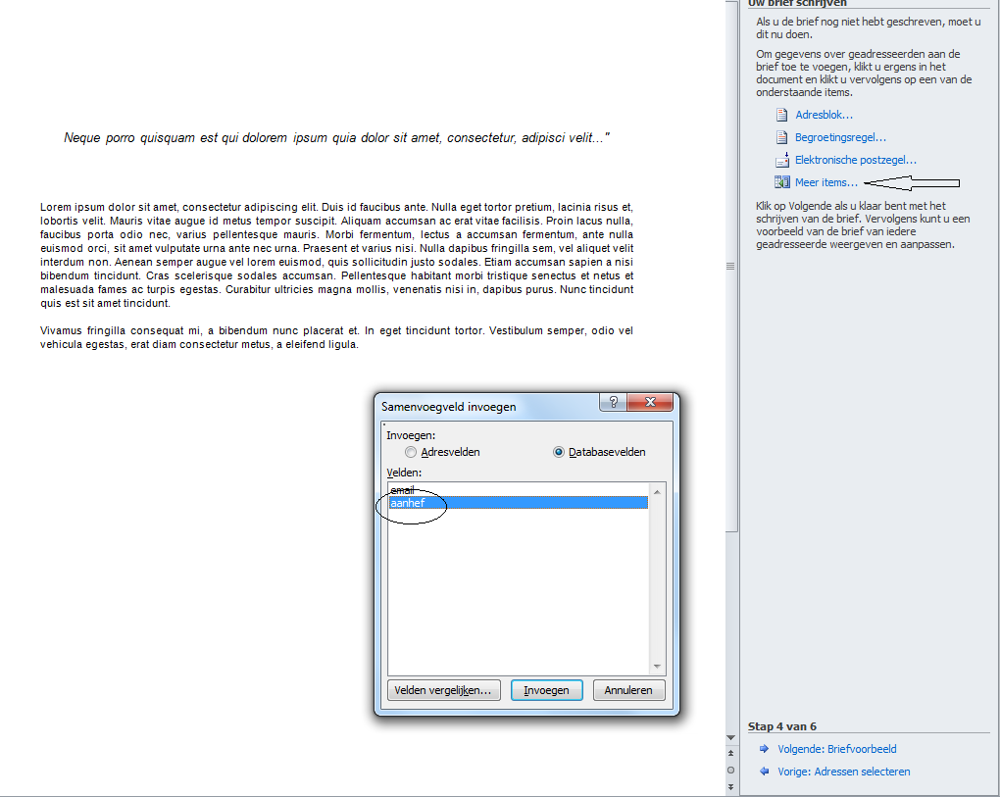 Uw brief schrijven
Als u de brief nog niet hebt geschreven, moet u
dit nu doen.
Om gegevens over geadresseerden aan de
brief toe te voegen, klikt u ergens in het
document en klikt u vervolgens op een van de
onderstaande items.
Adresblok...
Begroetingsregel...
Elektronische postzegel...
Meer items...
Klik op Volgende als u klaar bent met het
schrijven van de brief. Vervolgens kunt u een
voorbeeld van de brief van iedere
geadresseerde weergeven en aanpassen.
Neque porro quisquam est qui dolorem ipsum quia dolor sit amet, consectetur, adipisci velit..."
Lorem ipsum dolor sit amet, consectetur adipiscing elit. Duis id faucibus ante. Nulla eget tortor pretium, lacinia risus et,
lobortis velit. Mauris vitae augue id metus tempor suscipit. Aliquam accumsan ac erat vitae facilisis. Proin lacus nulla,
faucibus porta odio nec, varius pellentesque mauris. Morbi fermentum, lectus a accumsan fermentum, ante nulla
euismod orci, sit amet vulputate urna ante nec urna. Praesent et varius nisi. Nulla dapibus fringilla sem, vel aliquet velit
interdum non. Aenean semper augue vel lorem euismod, quis sollicitudin justo sodales. Etiam accumsan sapien a nisi
bibendum tincidunt. Cras scelerisque sodales accumsan. Pellentesque habitant morbi tristique senectus et netus et
malesuada fames ac turpis egestas. Curabitur ultricies magna mollis, venenatis nisi in, dapibus purus. Nunc tincidunt
quis est sit amet tincidunt.
Vivamus fringilla consequat mi, a bibendum nunc placerat et. In eget tincidunt tortor. Vestibulum semper, odio vel
vehicula egestas, erat diam consectetur metus, a eleifend ligula.
Samenvoegveld invoegen
Invoegen:
Adresvelden Databasevelden
Velden:
email
aanhef
Velden vergelijken... Invoegen Annuleren
Stap 4 van 6
Volgende: Briefvoorbeeld
Vorige: Adressen selecteren